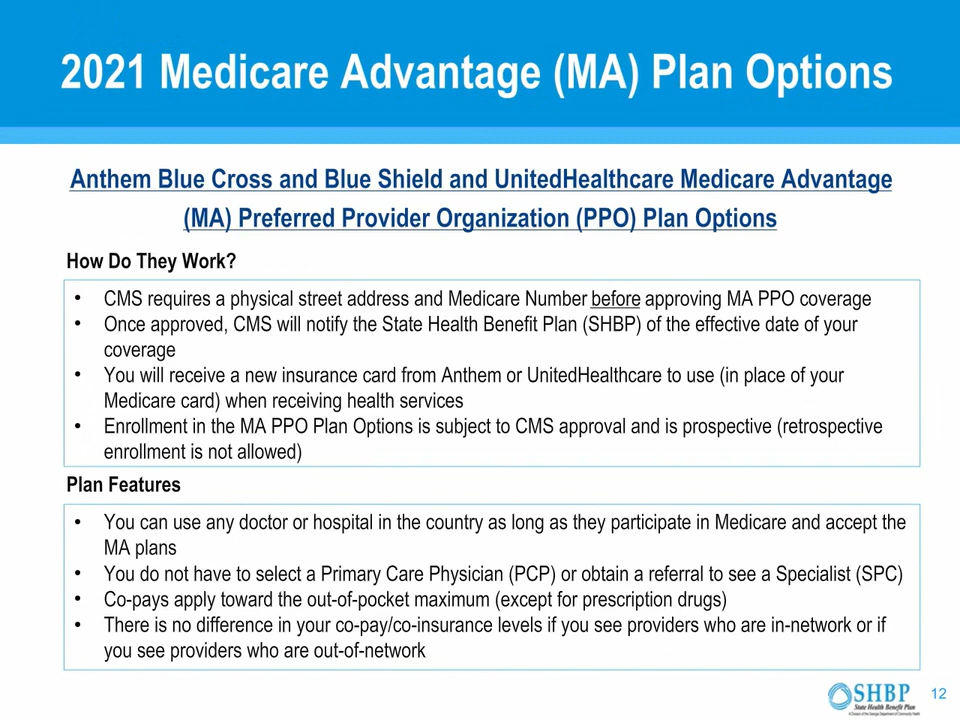 2021 Medicare Advantage (MA) Plan Options
Anthem Blue Cross and Blue Shield and UnitedHealthcare Medicare Advantage
(MA) Preferred Provider Organization (PPO) Plan Options
How Do They Work?
• CMS requires a physical street address and Medicare Number before approving MA PPO coverage
• Once approved, CMS will notify the State Health Benefit Plan (SHBP) of the effective date of your
coverage
• You will receive a new insurance card from Anthem or UnitedHealthcare to use (in place of your
Medicare card) when receiving health services
• Enrollment in the MA PPO Plan Options is subject to CMS approval and is prospective (retrospective
enrollment is not allowed)
Plan Features
• You can use any doctor or hospital in the country as long as they participate in Medicare and accept the
MA plans
• You do not have to select a Primary Care Physician (PCP) or obtain a referral to see a Specialist (SPC)
• Co-pays apply toward the out-of-pocket maximum (except for prescription drugs)
• There is no difference in your co-pay/co-insurance levels if you see providers who are in-network or if
you see providers who are out-of-network
SHBP
State Health Benefit Plan
A Division of the Georgia Department of Community Health
12